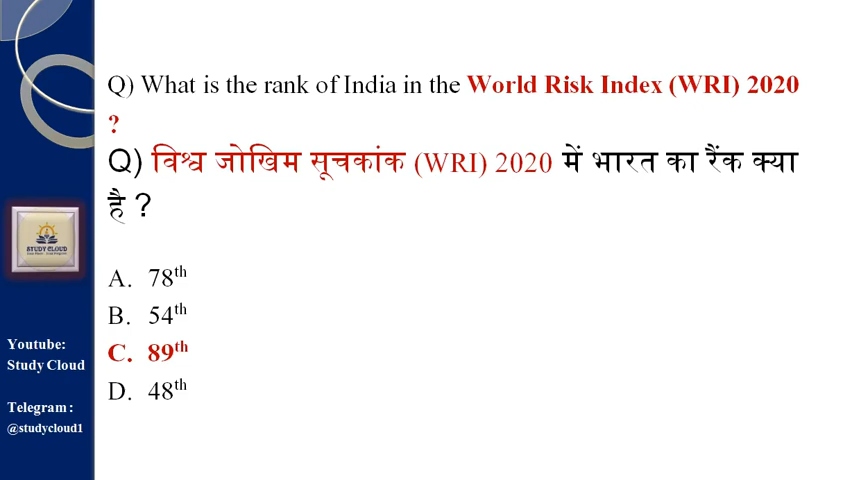 Q) What is the rank of India in the World Risk Index (WRI) 2020
?
Q) विश्व जोखिम सूचकांक (WRI) 2020 में भारत का रैंक क्या
है ?
A. 78th
B. 54th
C. 89th
D. 48th
STUDY CLOUD
Youtube:
Study Cloud
Telegram :
@studycloud1